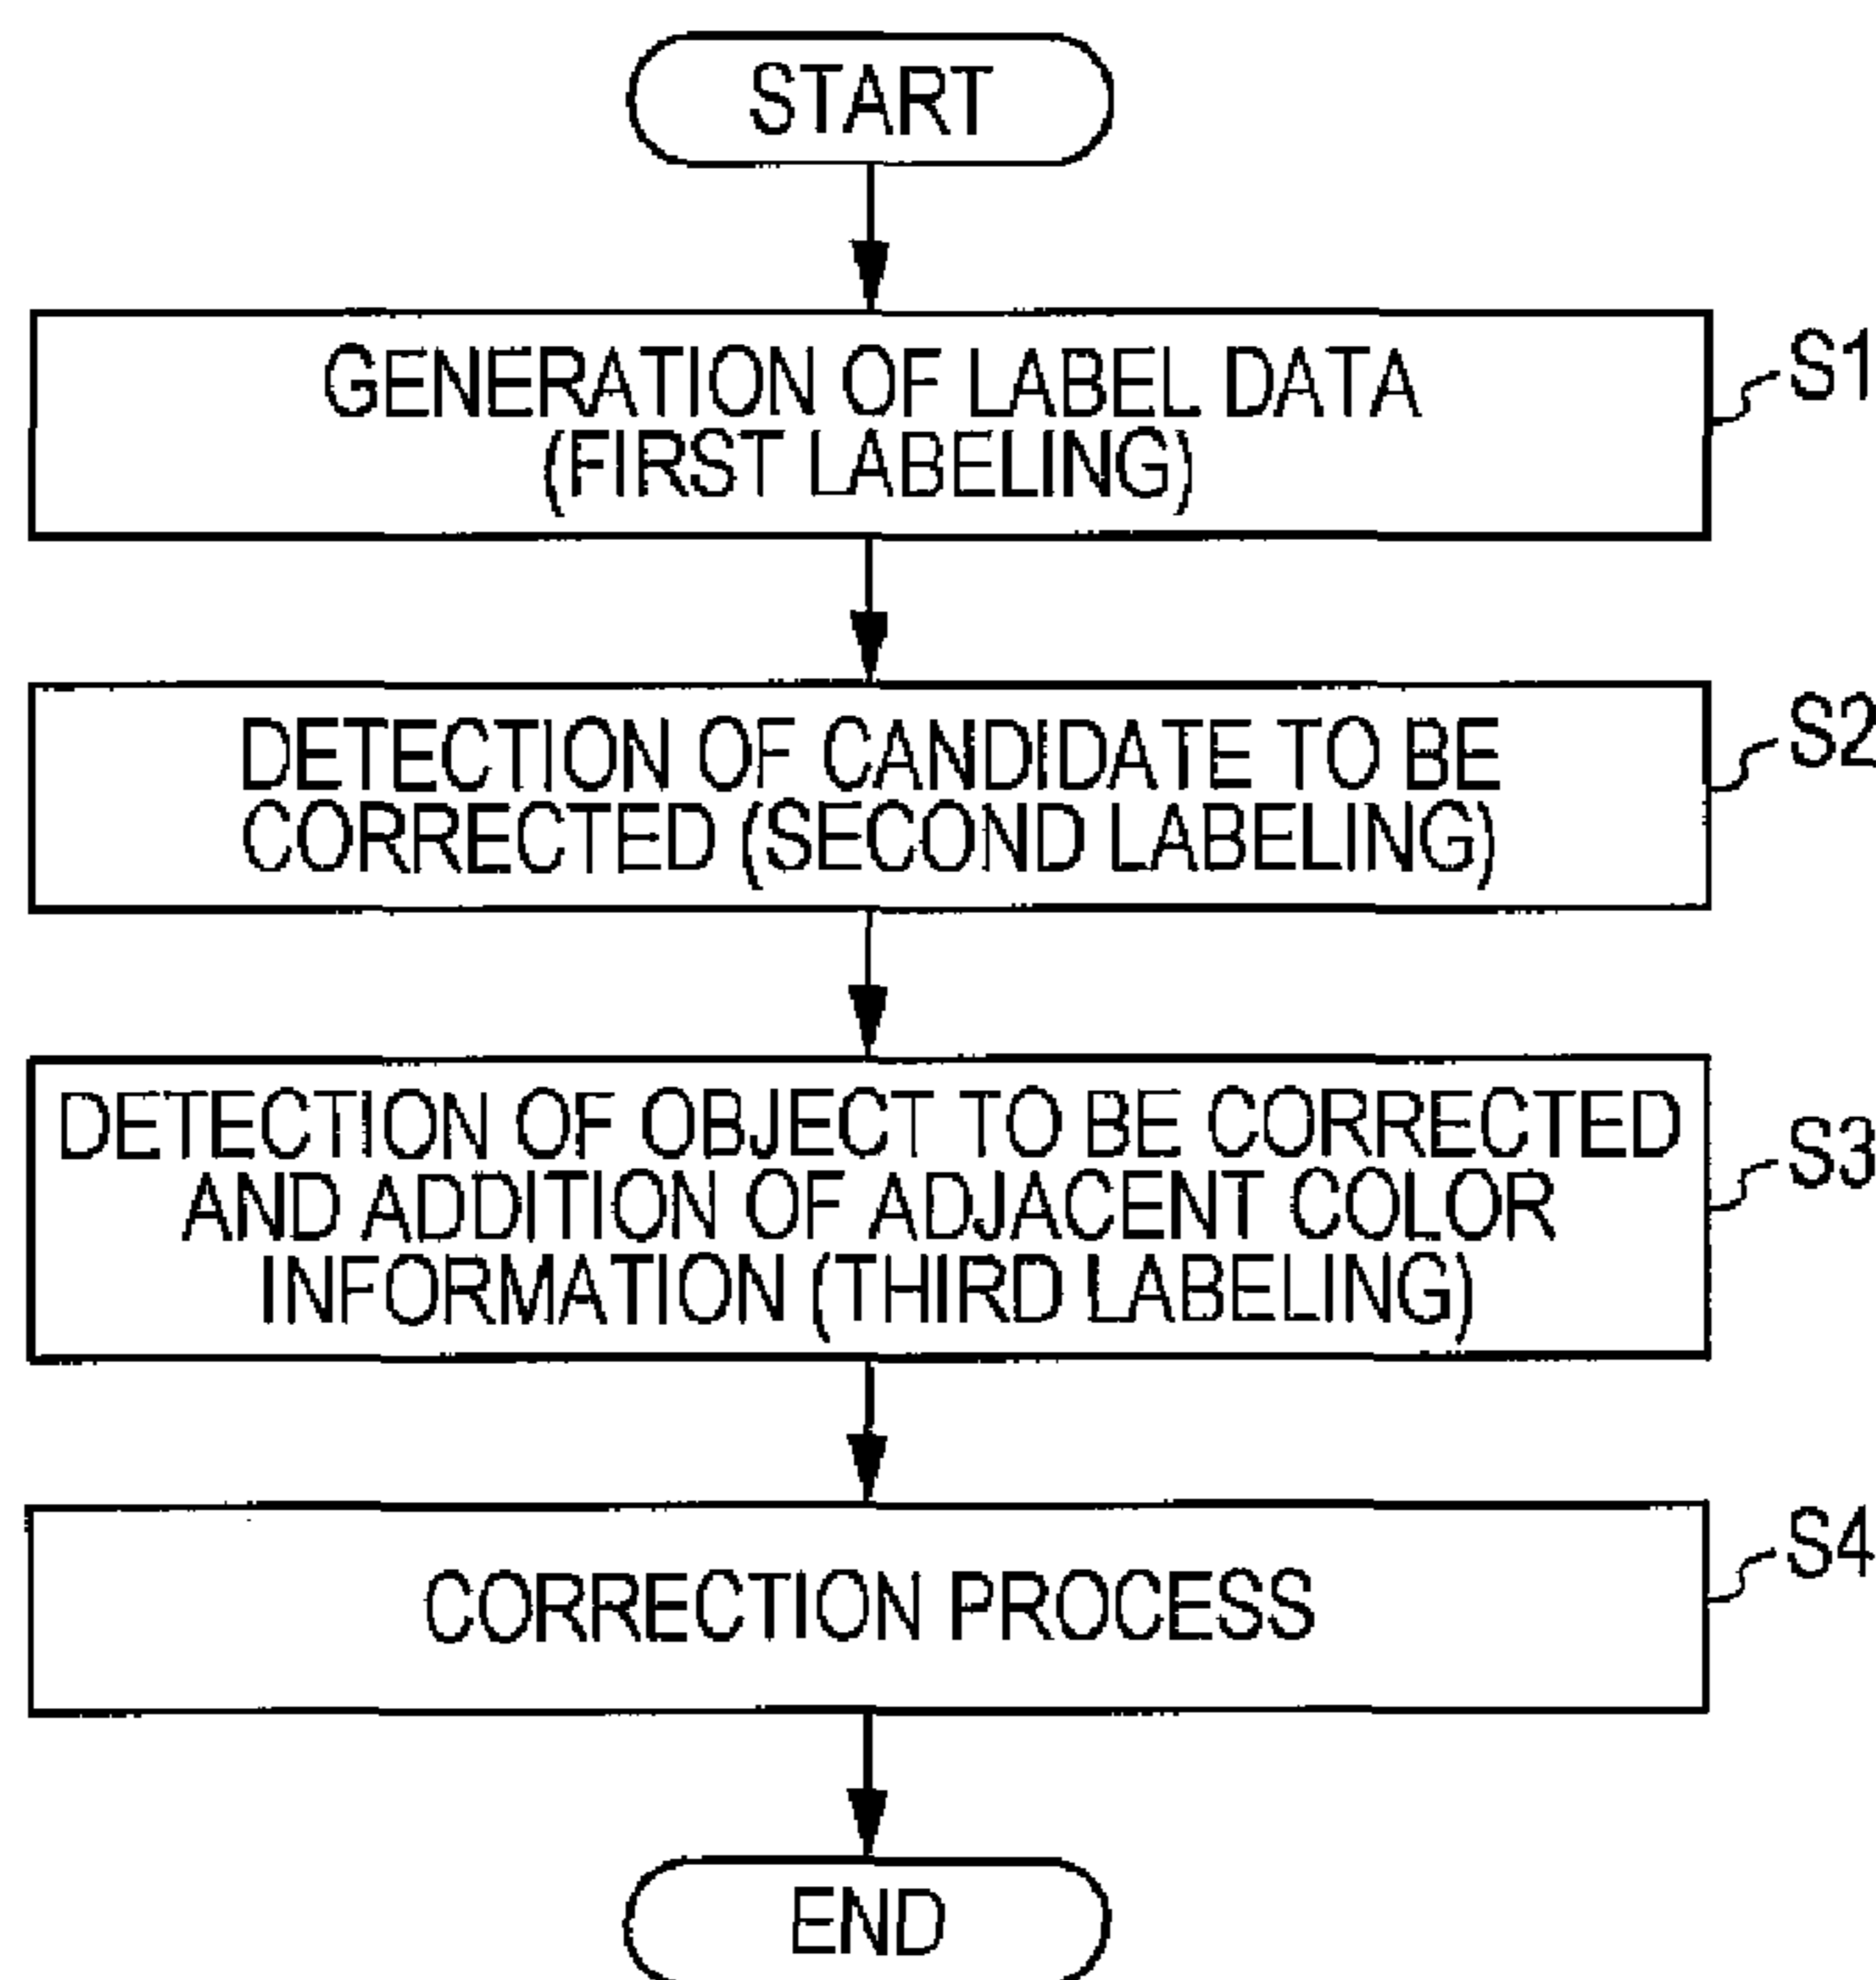 START
GENERATION OF LABEL DATA
(FIRST LABELING)
S1
DETECTION OF CANDIDATE TO BE
CORRECTED (SECOND LABELING)
S2
DETECTION OF OBJECT TO BE CORRECTED
AND ADDITION OF ADJACENT COLOR
INFORMATION (THIRD LABELING)
S3
CORRECTION PROCESS
S4
END